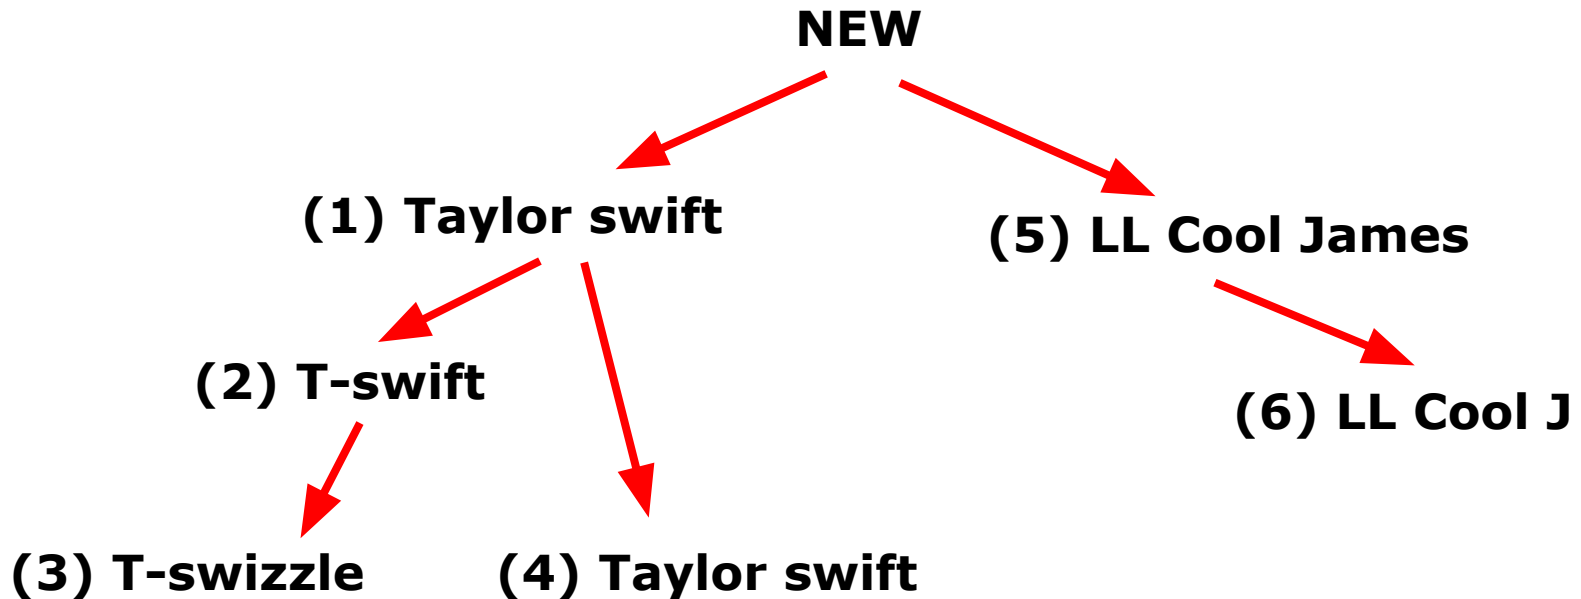 NEW
(1) Taylor swift
(5) LL Cool James
(2) T-swift
(6) LL Cool J
(3) T-swizzle
(4) Taylor swift